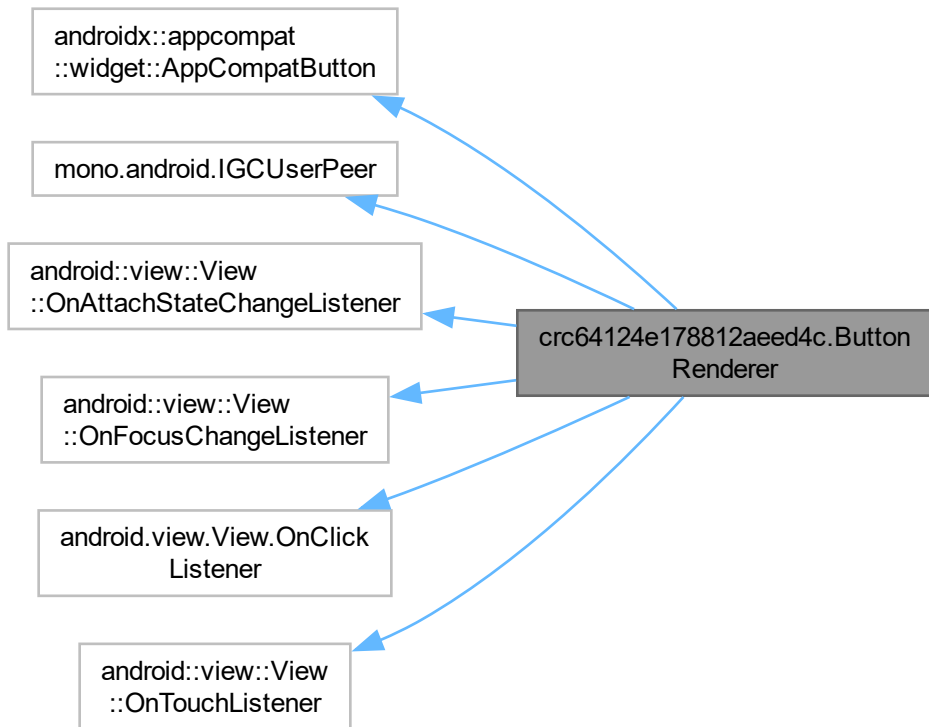 androidx::appcompat
::widget::AppCompatButton
mono.android.IGCUserPeer
android::view::View
::OnAttachStateChangeListener
android::view::View
::OnFocusChangeListener
android.view.View.OnClick
Listener
android::view::View
::OnTouchListener
crc64124e178812aeed4c.Button
Renderer